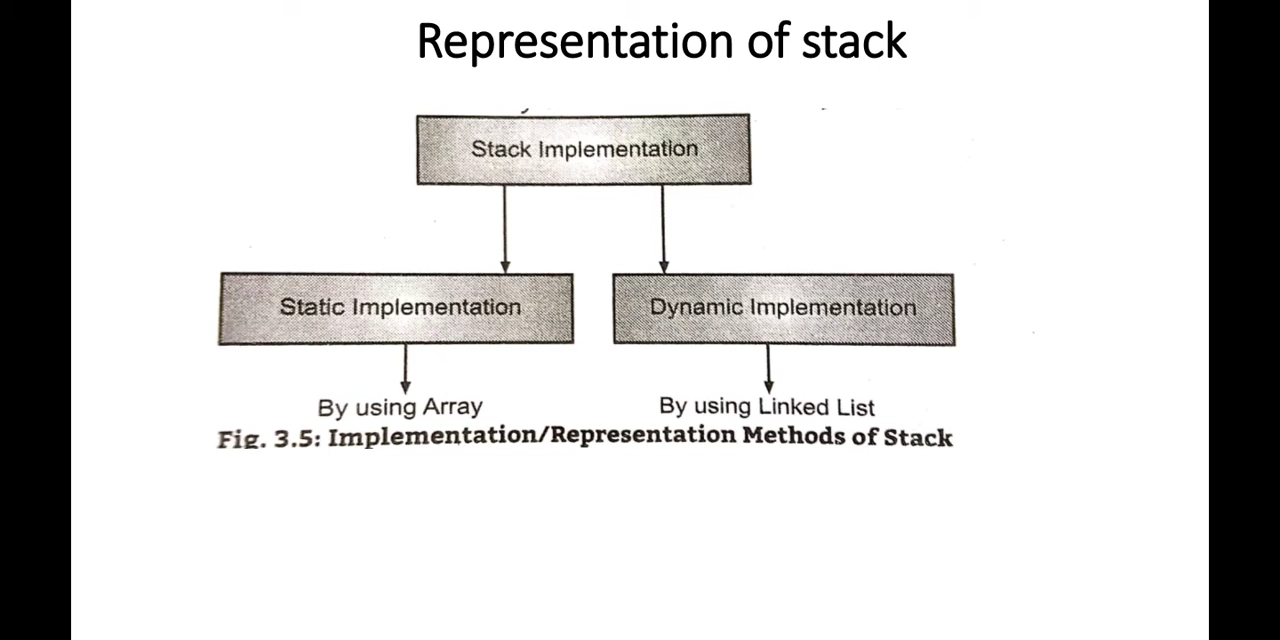 Representation of stack
Stack Implementation
Static Implementation
Dynamic Implementation
By using Array
By using Linked List
Fig. 3.5: Implementation/Representation Methods of Stack